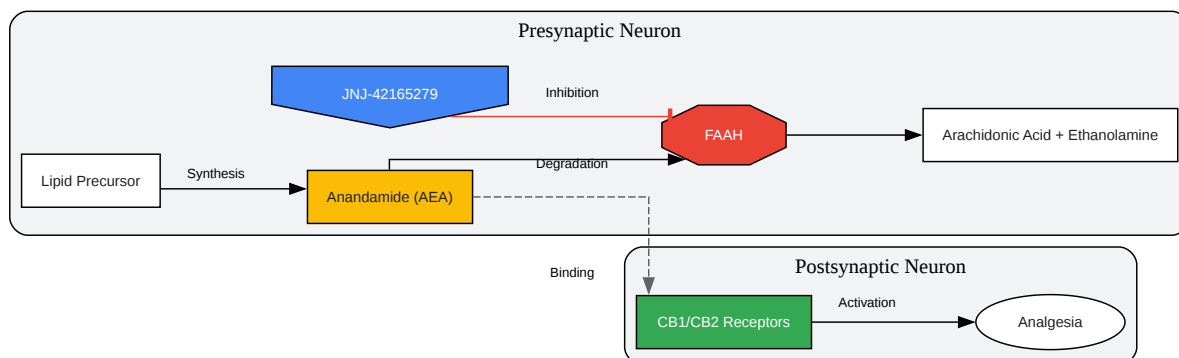 Presynaptic Neuron
JNJ-42165279
Inhibition
FAAH
Arachidonic Acid + Ethanolamine
Degradation
Lipid Precursor
Synthesis
Anandamide (AEA)
Binding
Postsynaptic Neuron
CB1/CB2 Receptors
Activation
Analgesia